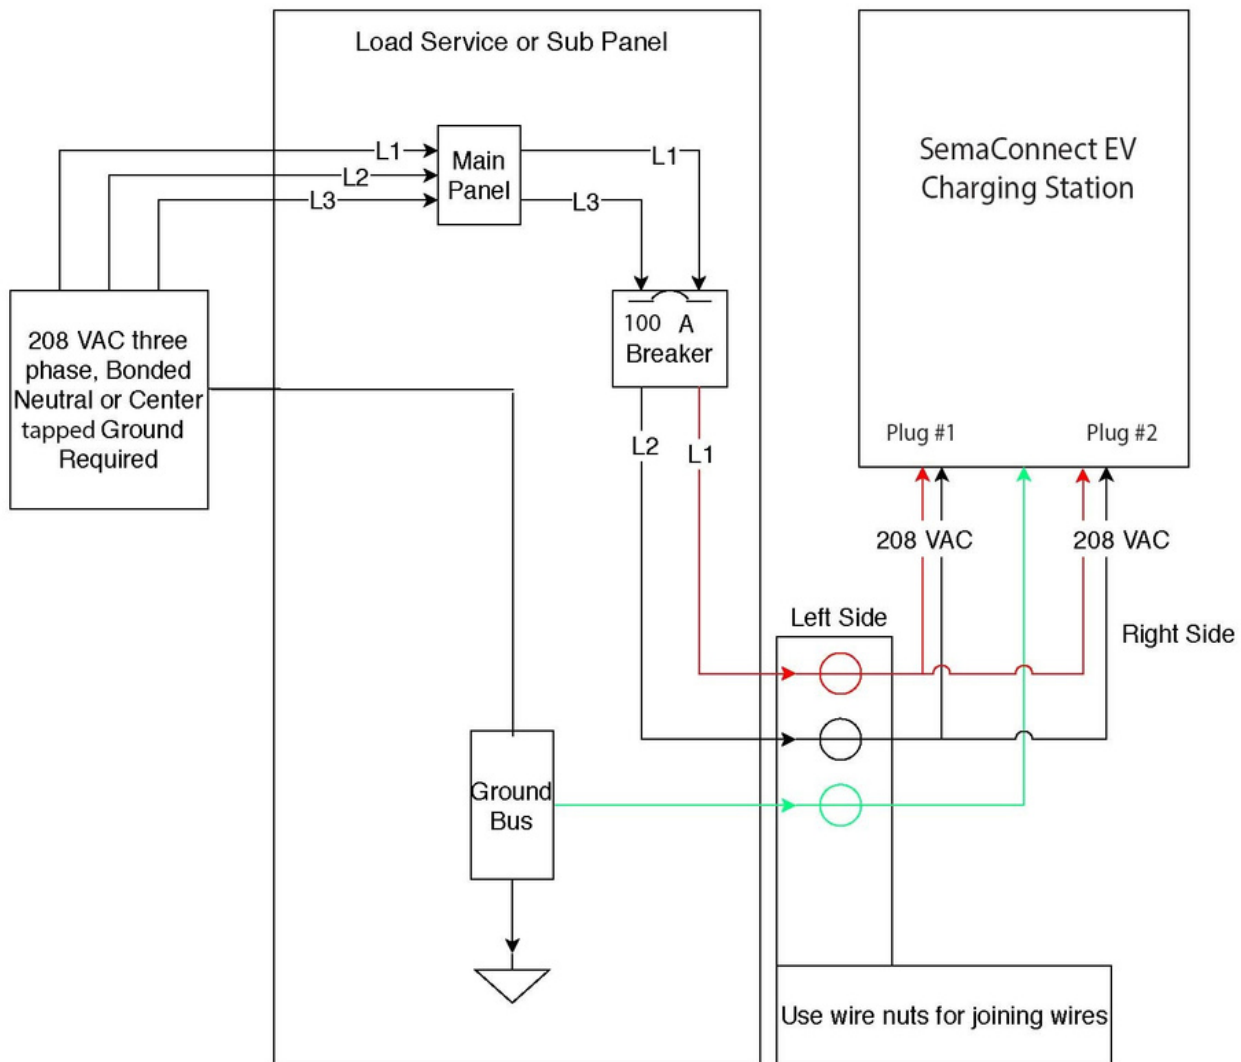 Load Service or Sub Panel
SemaConnect EV
Charging Station
L1
L2
L3
Main
Panel
L1
L3
208 VAC three
phase, Bonded
Neutral or Center
tapped Ground
Required
100 A
Breaker
L2
L1
Plug #1
Plug #2
208 VAC
208 VAC
Left Side
Right Side
Ground
Bus
Use wire nuts for joining wires